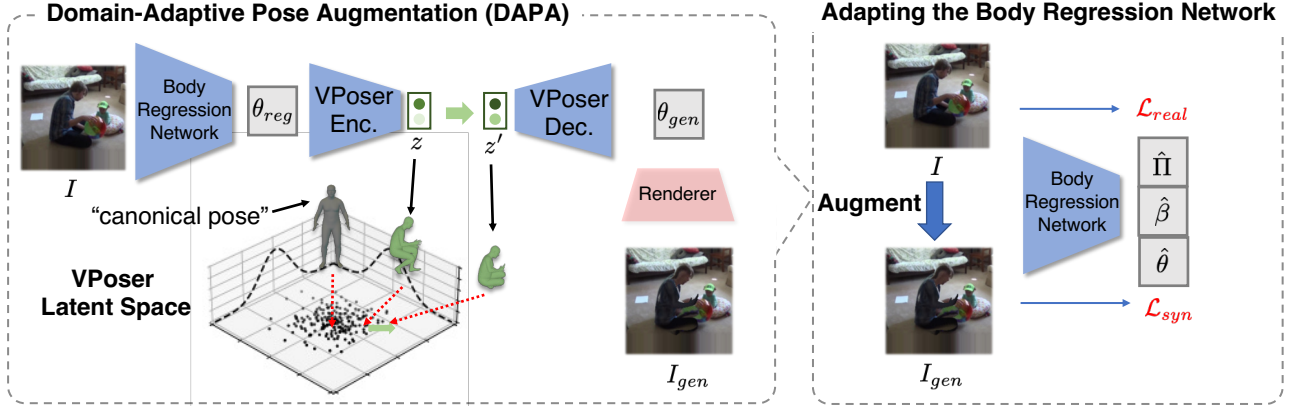 Domain-Adaptive Pose Augmentation (DAPA)
Body
Regression
Network
θ_reg
VPoser
Enc.
z
z′
VPoser
Dec.
θ_gen
I
"canonical pose"
VPoser
Latent Space
Renderer
I_gen
Adapting the Body Regression Network
I
Augment
I_gen
ℒ_real
Body
Regression
Network
Π̂
β̂
θ̂
ℒ_syn